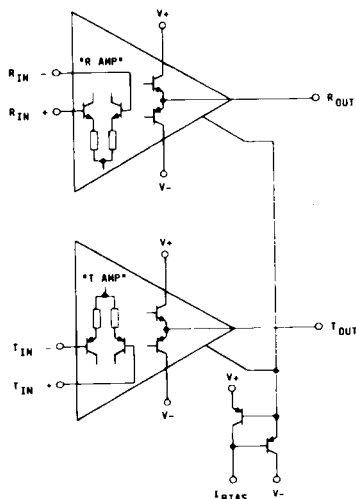 V+
"R AMP"
R IN -
R IN +
R OUT
V-
V+
"T AMP"
T OUT
T IN -
T IN +
V-
V+
I BIAS
V-